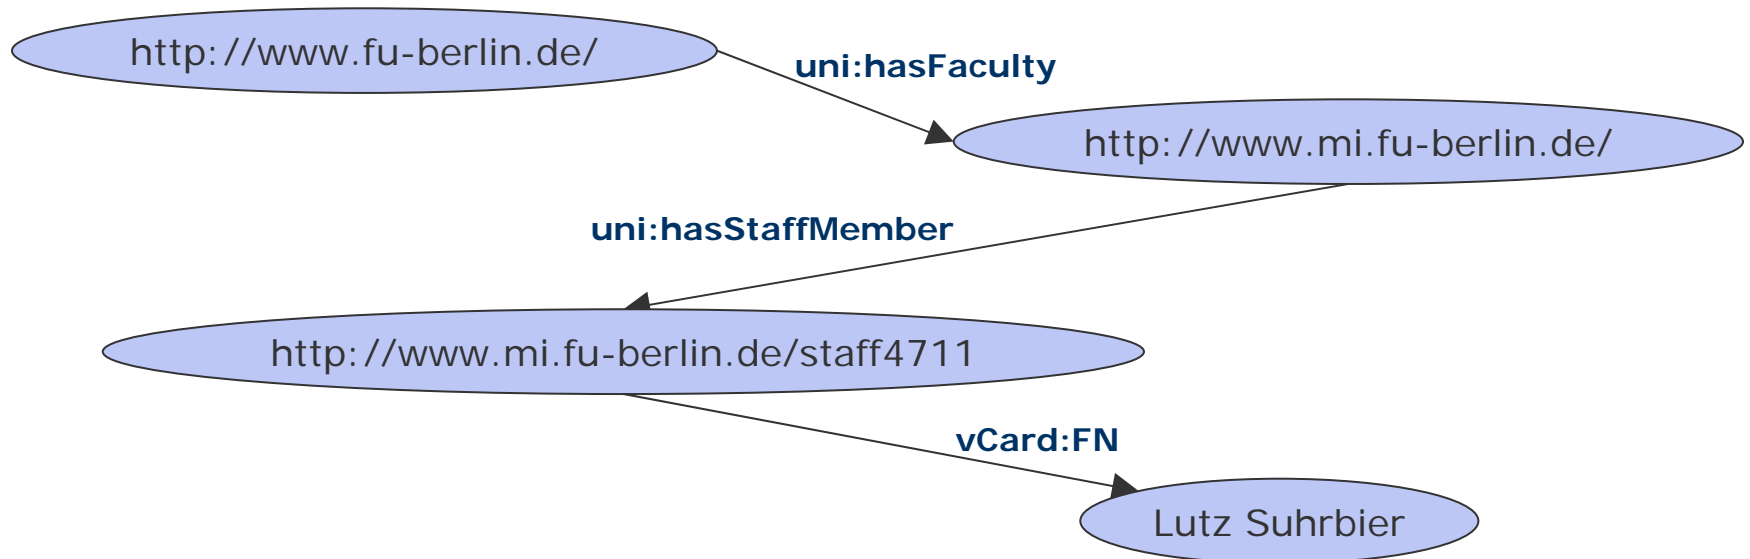 http://www.fu-berlin.de/
uni:hasFaculty
http://www.mi.fu-berlin.de/
uni:hasStaffMember
http://www.mi.fu-berlin.de/staff4711
vCard:FN
Lutz Suhrbier